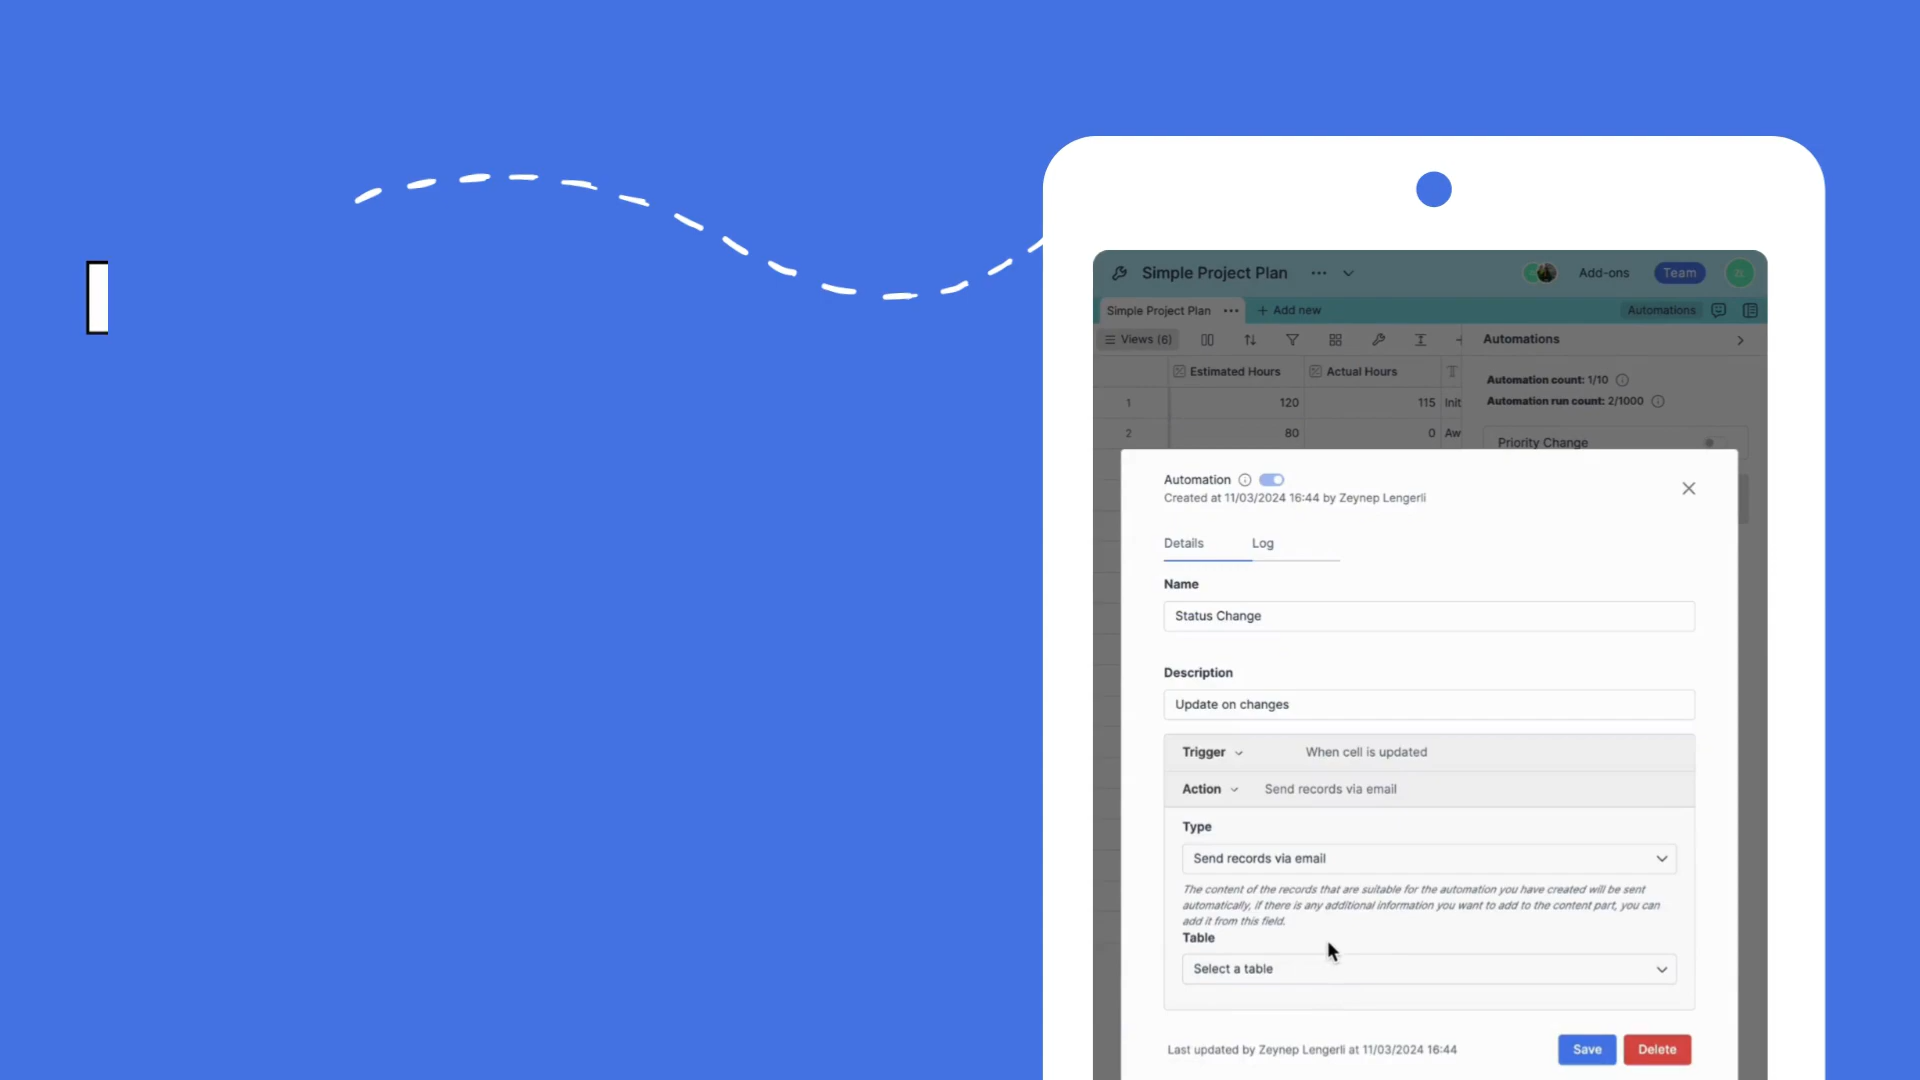 Simple Project Plan
Add-ons
Team
Simple Project Plan
+ Add new
Automations
Views (6)
Automations
Estimated Hours
Actual Hours
Automation count: 1/10
Automation run count: 2/1000
1
120
115
Init
2
80
0
Aw
Priority Change
Automation
Created at 11/03/2024 16:44 by Zeynep Lengerli
Details
Log
Name
Status Change
Description
Update on changes
Trigger
When cell is updated
Action
Send records via email
Type
Send records via email
The content of the records that are suitable for the automation you have created will be sent
automatically, if there is any additional information you want to add to the content part, you can
add it from this field.
Table
Select a table
Last updated by Zeynep Lengerli at 11/03/2024 16:44
Save
Delete